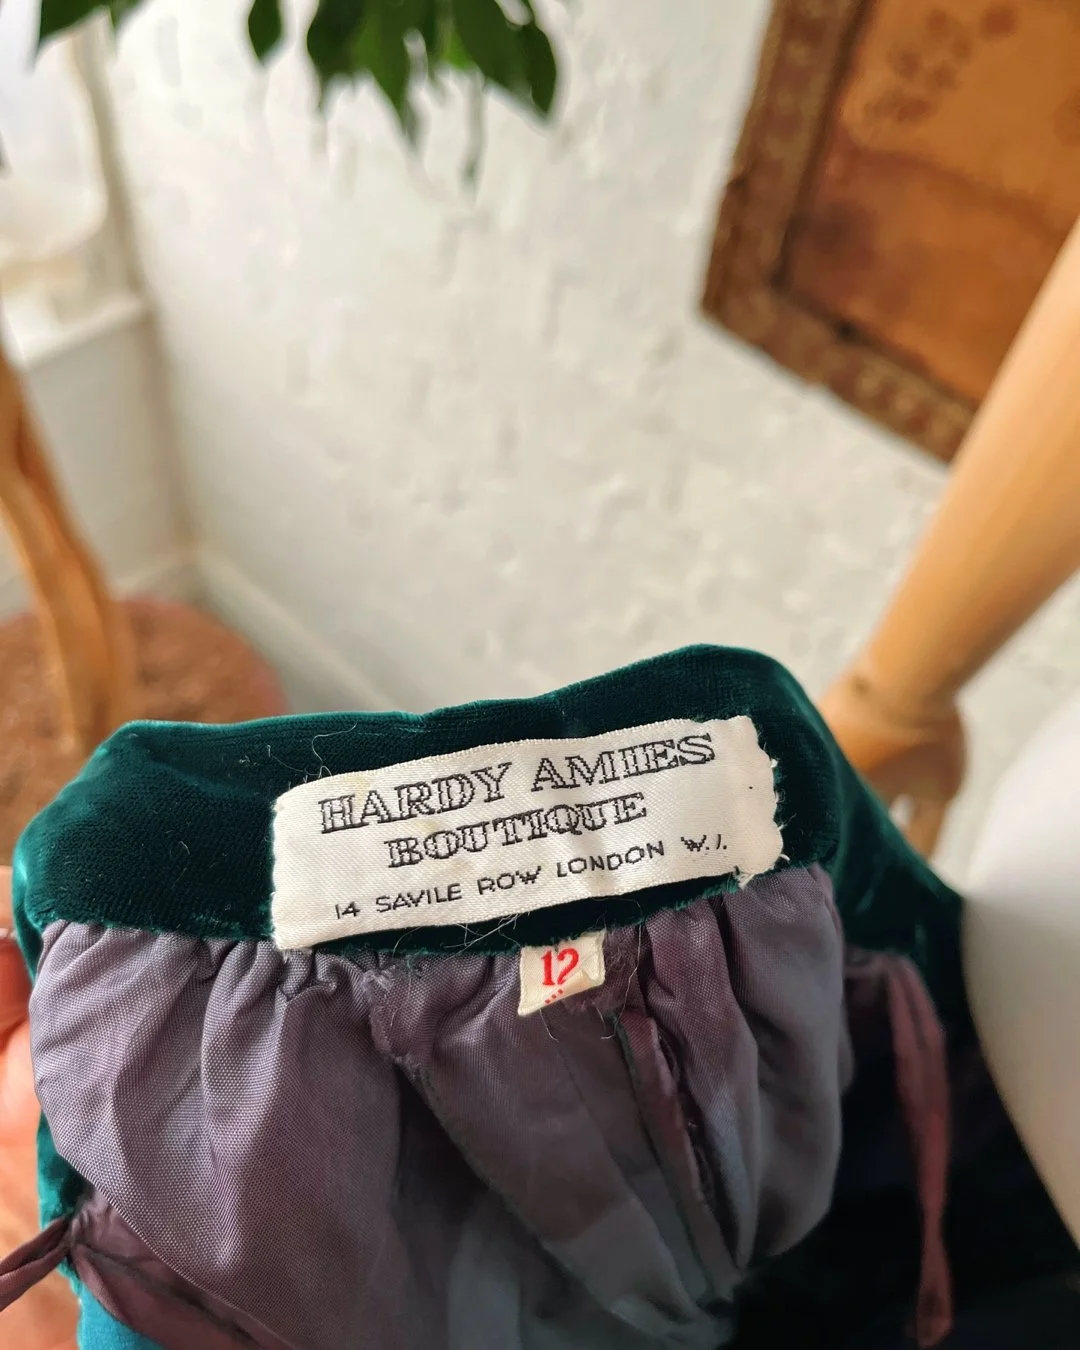 HARDY AMIES
BOUTIQUE
14 SAVILE ROW LONDON W.1.
12